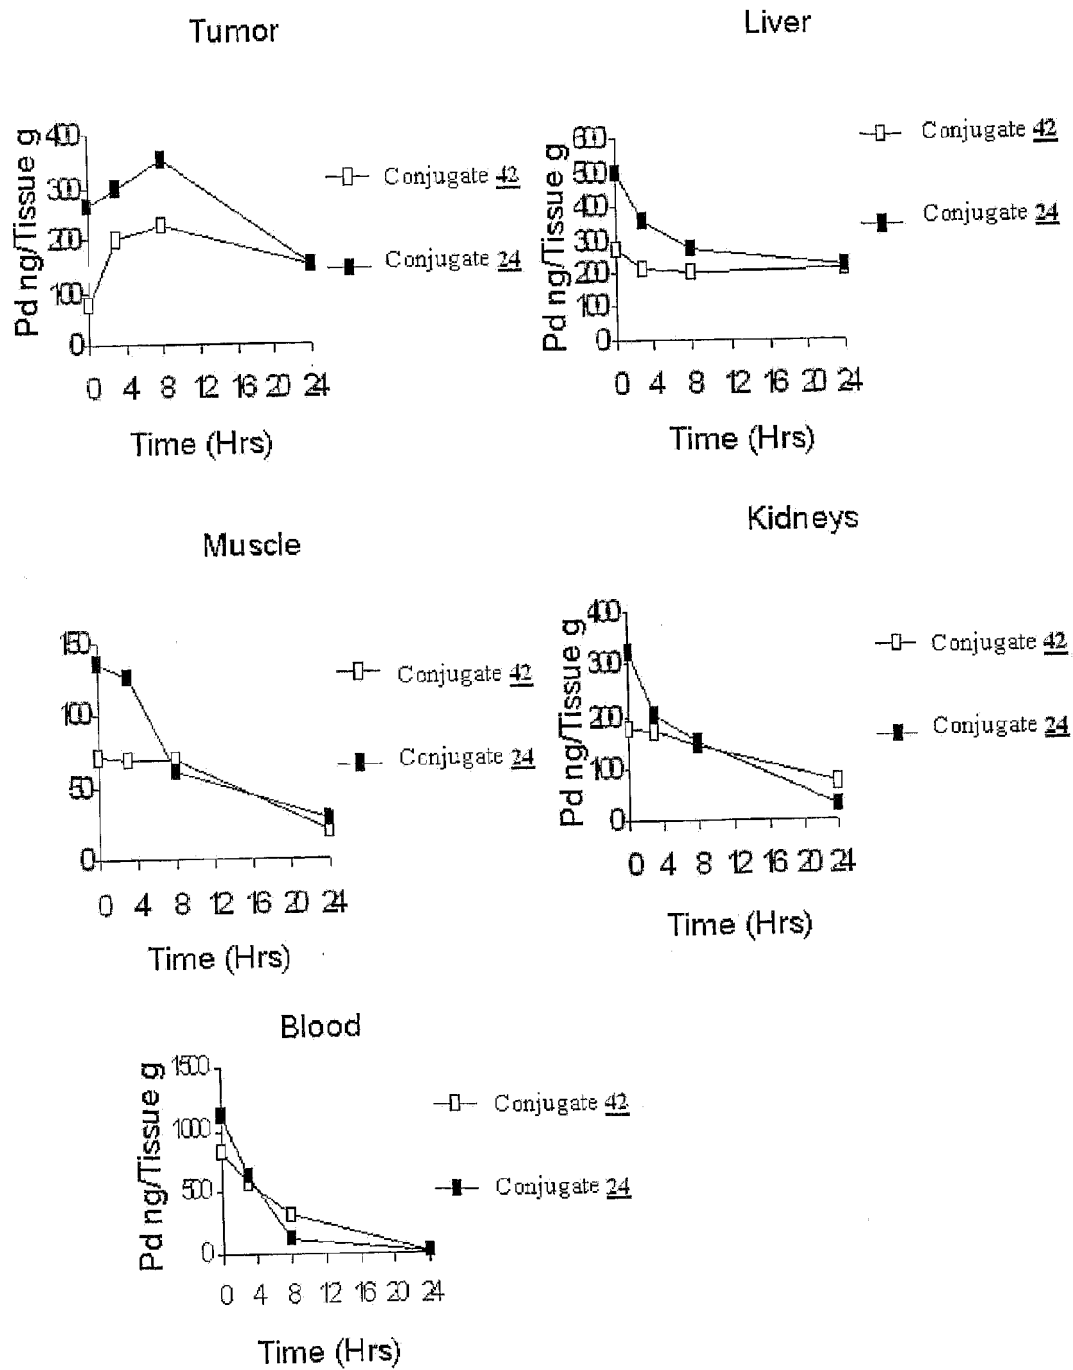 Tumor
Pd ng/Tissue g
400
300
200
100
0
0 4 8 12 16 20 24
Time (Hrs)
Conjugate 42
Conjugate 24
Liver
Pd ng/Tissue g
600
500
400
300
200
100
0
0 4 8 12 16 20 24
Time (Hrs)
Conjugate 42
Conjugate 24
Muscle
150
100
50
0
0 4 8 12 16 20 24
Time (Hrs)
Conjugate 42
Conjugate 24
Kidneys
Pd ng/Tissue g
400
300
200
100
0
0 4 8 12 16 20 24
Time (Hrs)
Conjugate 42
Conjugate 24
Blood
Pd ng/Tissue g
1500
1000
500
0
0 4 8 12 16 20 24
Time (Hrs)
Conjugate 42
Conjugate 24